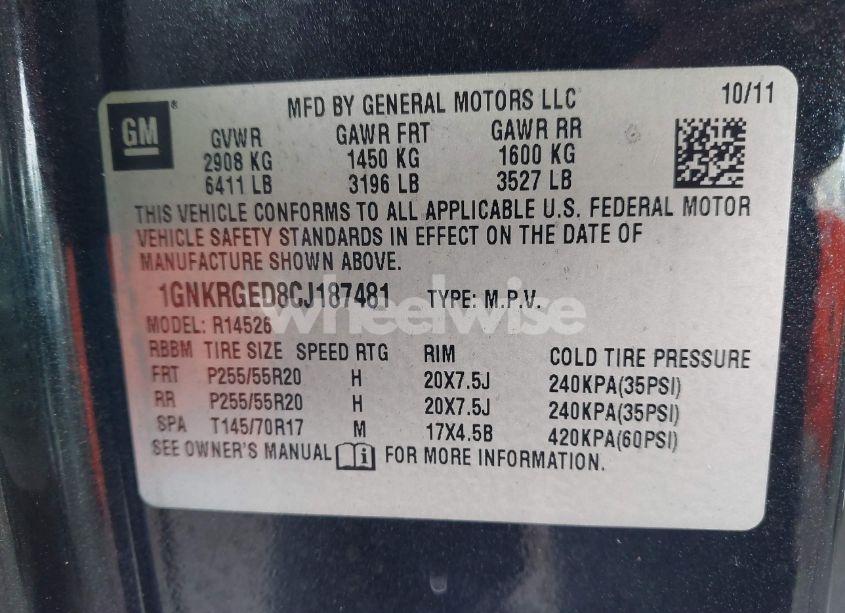 GM ®
MFD BY GENERAL MOTORS LLC
10/11
GVWR GAWR FRT GAWR RR
2908 KG 1450 KG 1600 KG
6411 LB 3196 LB 3527 LB
THIS VEHICLE CONFORMS TO ALL APPLICABLE U.S. FEDERAL MOTOR
VEHICLE SAFETY STANDARDS IN EFFECT ON THE DATE OF
MANUFACTURE SHOWN ABOVE.
1GNKRGED8CJ187481 TYPE: M.P.V.
wheelwise
MODEL: R14526
RBBM TIRE SIZE SPEED RTG RIM COLD TIRE PRESSURE
FRT P255/55R20 H 20X7.5J 240KPA(35PSI)
RR P255/55R20 H 20X7.5J 240KPA(35PSI)
SPA T145/70R17 M 17X4.5B 420KPA(60PSI)
SEE OWNER'S MANUAL i FOR MORE INFORMATION.